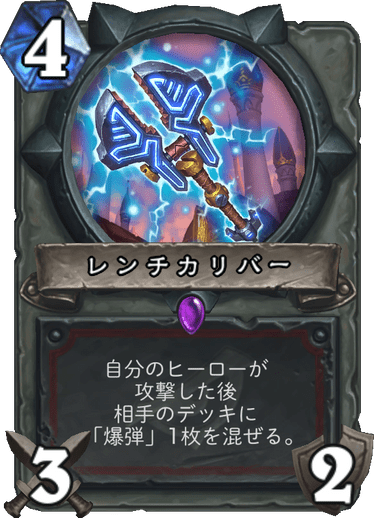 4
レンチカリバー
自分のヒーローが
攻撃した後
相手のデッキに
「爆弾」1枚を混ぜる。
3
2